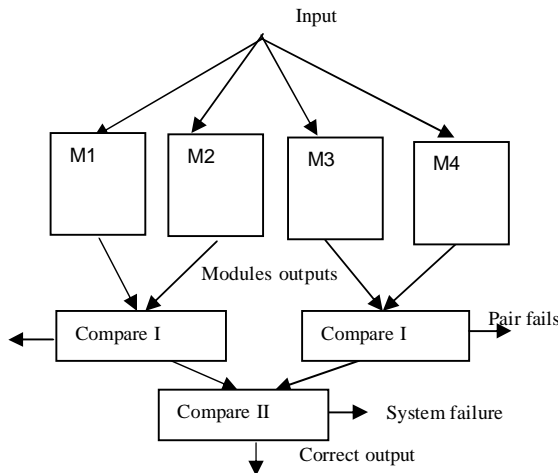 Input
M1
M2
M3
M4
Modules outputs
Compare I
Compare I
Pair fails
Compare II
System failure
Correct output